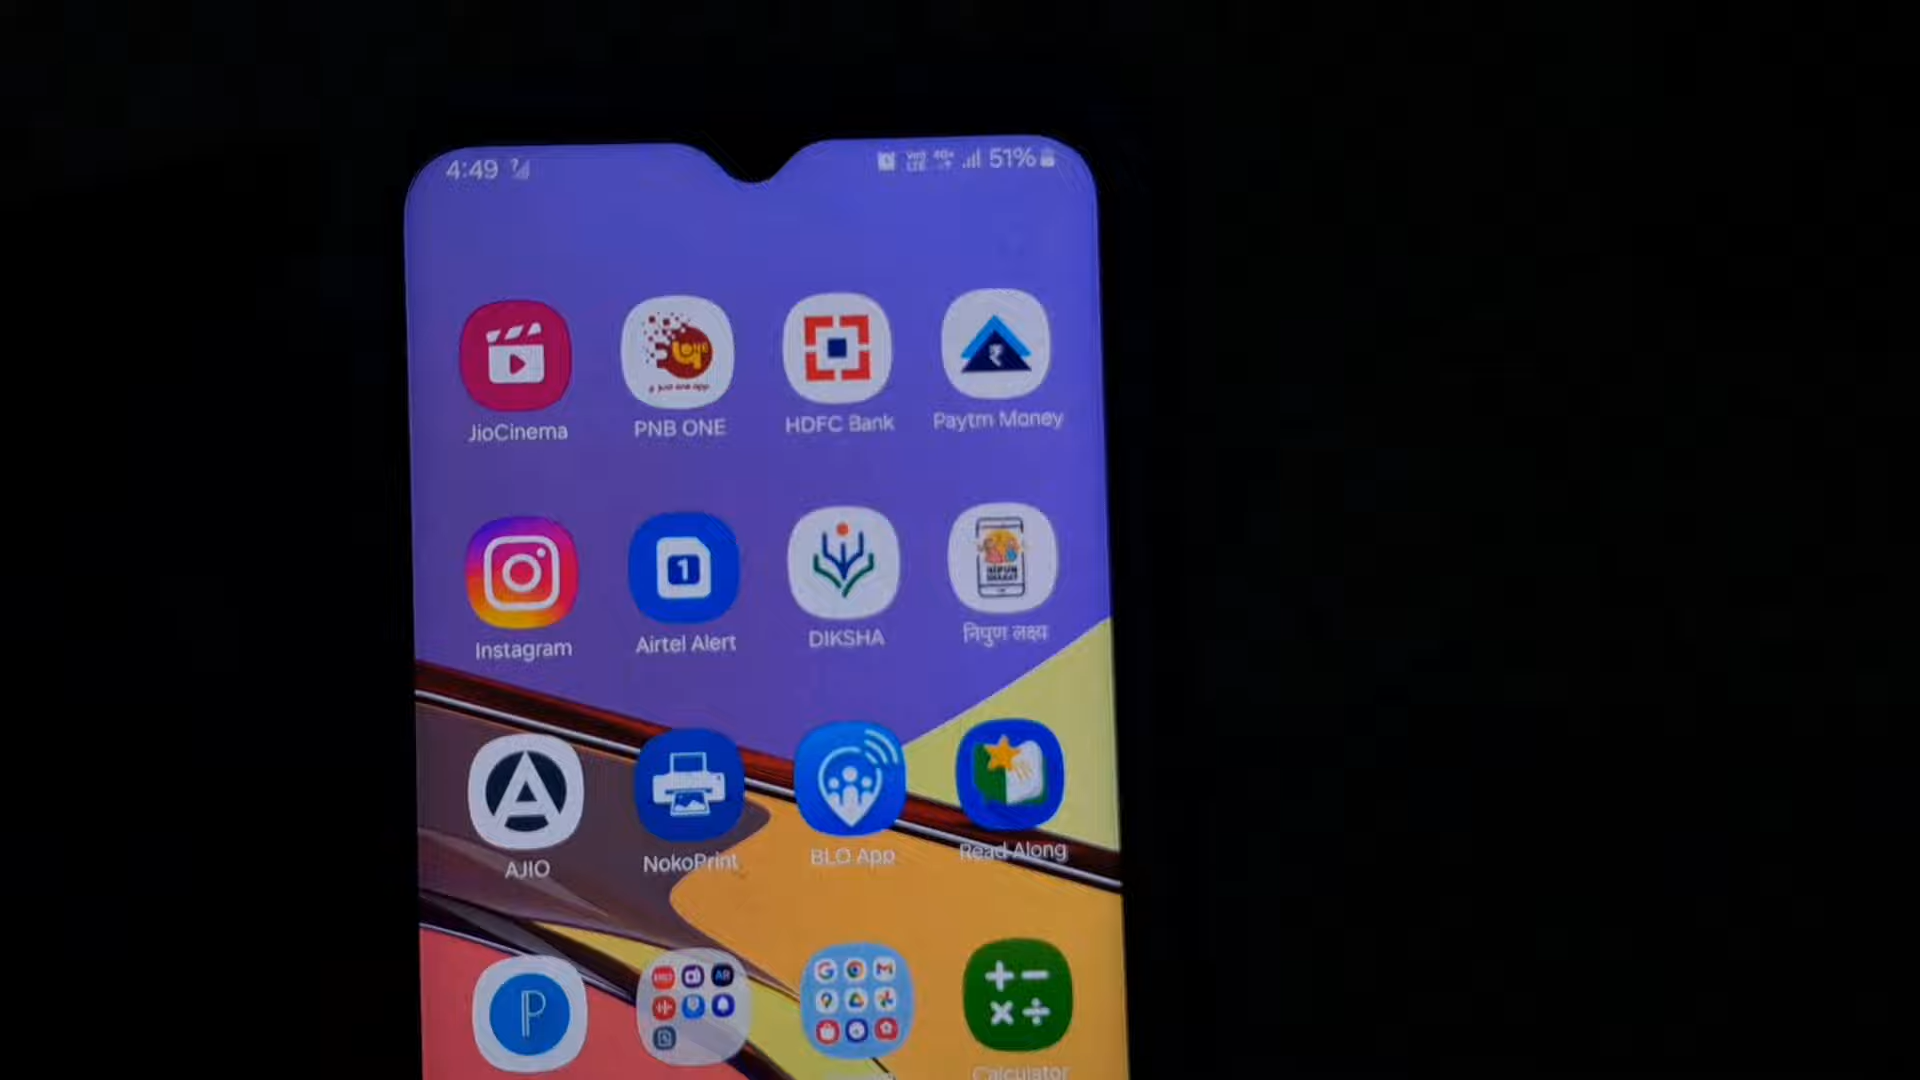 4:49 51%
JioCinema PNB ONE HDFC Bank Paytm Money
Instagram Airtel Alert DIKSHA निपुण लक्ष्य
AJIO NokoPrint BLO App Read Along
Calculator